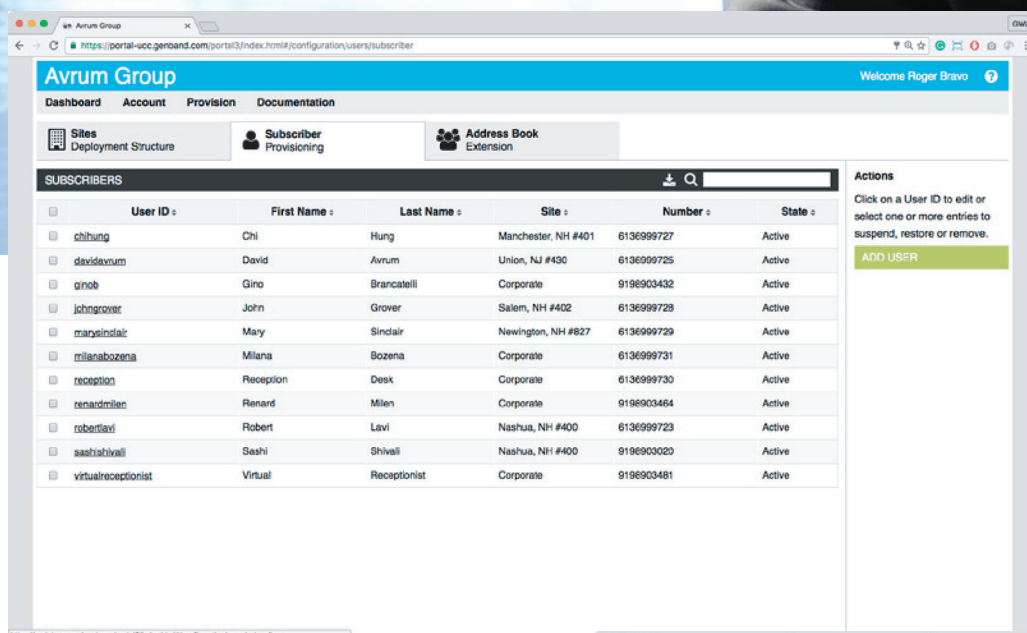 Avrum Group
https://portal-ucc.genband.com/portal3/index.html#/configuration/users/subscriber
Avrum Group
Welcome Roger Bravo ?
Dashboard Account Provision Documentation
Sites
Deployment Structure
Subscriber
Provisioning
Address Book
Extension
SUBSCRIBERS
User ID First Name Last Name Site Number State
chihung Chi Hung Manchester, NH #401 6136999727 Active
davidavrum David Avrum Union, NJ #430 6136999725 Active
ginob Gino Brancatelli Corporate 9198903432 Active
johngrover John Grover Salem, NH #402 6136999728 Active
marysinclair Mary Sinclair Newington, NH #827 6136999729 Active
milanabozena Milana Bozena Corporate 6136999731 Active
reception Reception Desk Corporate 6136999730 Active
renardmilen Renard Milen Corporate 9198903464 Active
robertlavi Robert Lavi Nashua, NH #400 6136999723 Active
sashishivali Sashi Shivali Nashua, NH #400 9198903020 Active
virtualreceptionist Virtual Receptionist Corporate 9198903481 Active
Actions
Click on a User ID to edit or
select one or more entries to
suspend, restore or remove.
ADD USER